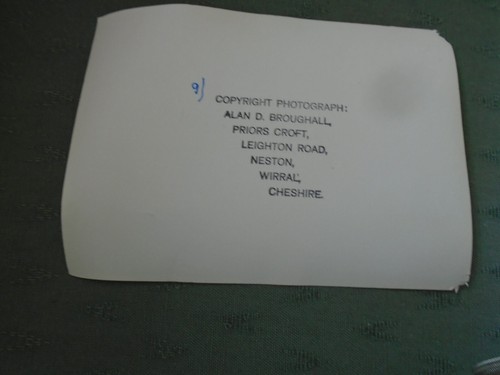 9)
COPYRIGHT PHOTOGRAPH:
ALAN D. BROUGHALL,
PRIORS CROFT,
LEIGHTON ROAD,
NESTON,
WIRRAL,
CHESHIRE.